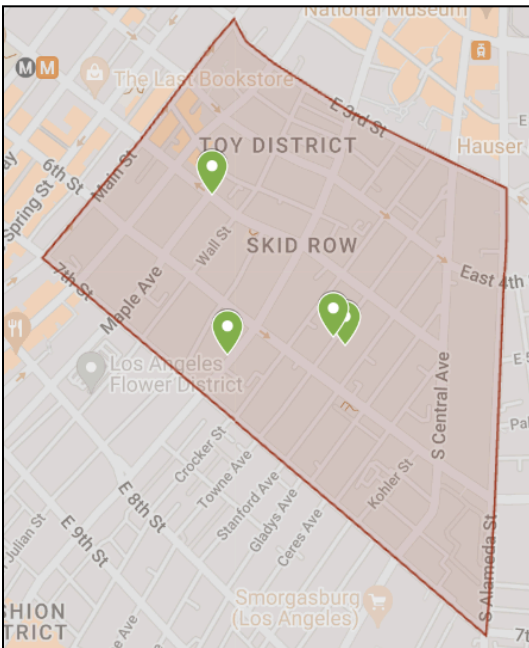 National Museum
M M
The Last Bookstore
E 3rd St
TOY DISTRICT
Hauser
Main St
6th St
Spring St
Wall St
SKID ROW
East 4th
7th St
Maple Ave
Los Angeles
Flower District
E 5
S Central Ave
Pal
Crocker St
Towne Ave
Stanford Ave
Gladys Ave
Ceres Ave
Kohler St
E 8th St
E 9th St
Julian St
S Alameda St
Smorgasburg
(Los Angeles)
SHION
TRICT
7t